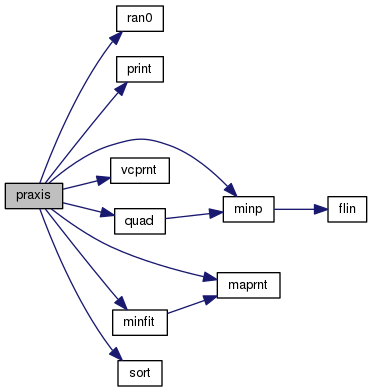 ran0
print
vcprnt
praxis
quad
minp
flin
maprnt
minfit
sort